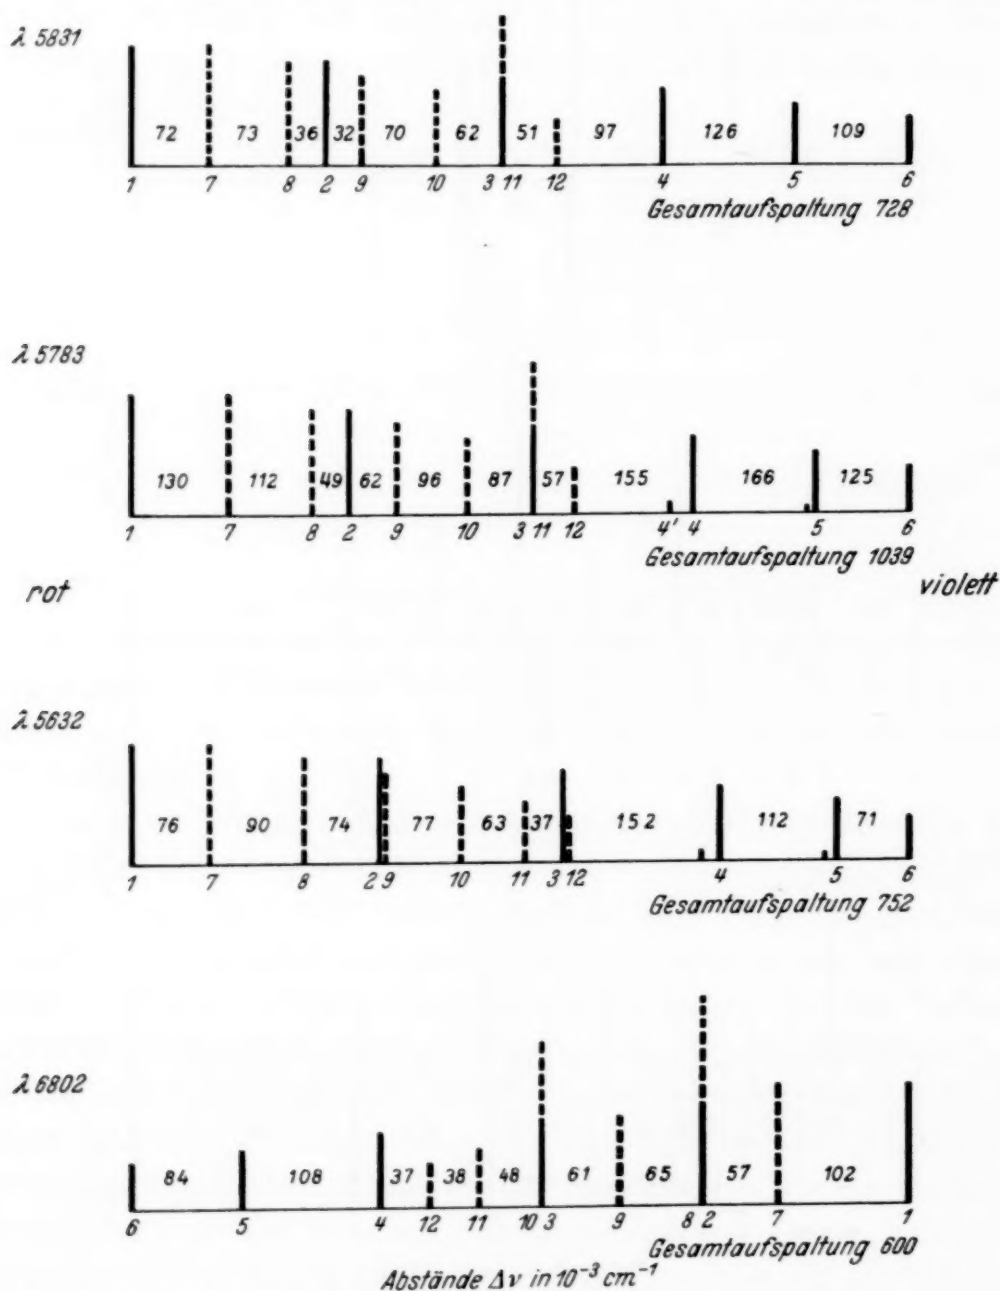 λ 5831
72 73 36 32 70 62 51 97 126 109
1 7 8 2 9 10 3 11 12 4 5 6
Gesamtaufspaltung 728
λ 5783
130 112 49 62 96 87 57 155 166 125
1 7 8 2 9 10 3 11 12 4' 4 5 6
Gesamtaufspaltung 1039
rot violett
λ 5632
76 90 74 77 63 37 152 112 71
1 7 8 2 9 10 11 3 12 4 5 6
Gesamtaufspaltung 752
λ 6802
84 108 37 38 48 61 65 57 102
6 5 4 12 11 10 3 9 8 2 7 1
Gesamtaufspaltung 600
Abstände Δν in 10⁻³ cm⁻¹